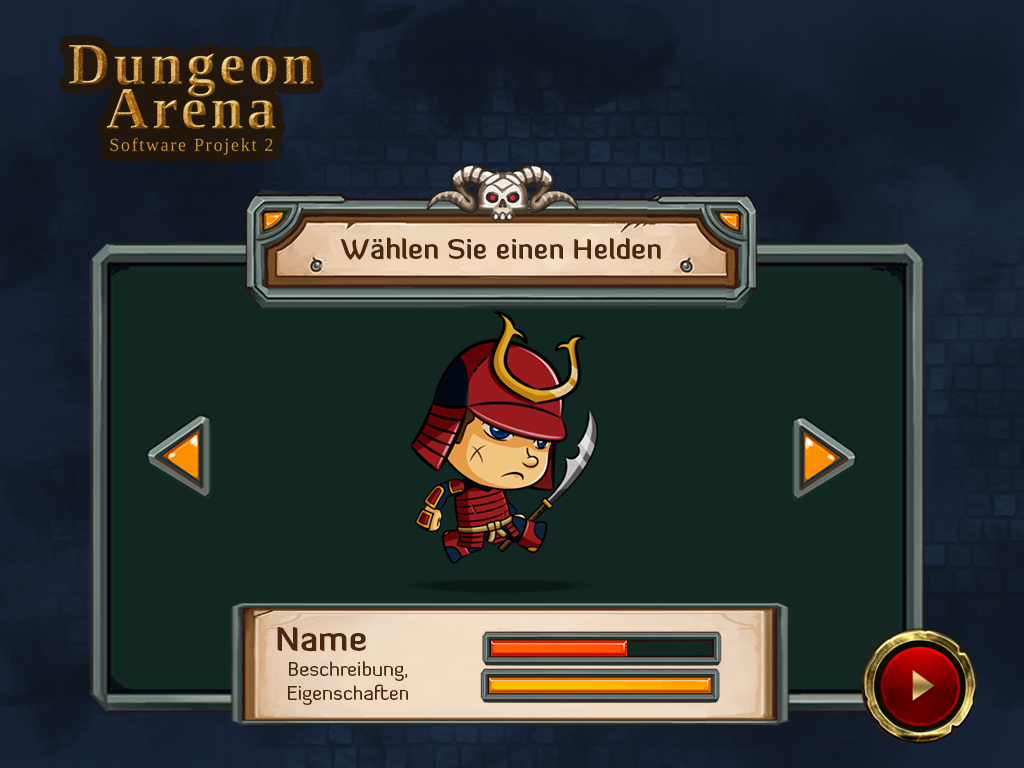 Dungeon
Arena
Software Projekt 2
Wählen Sie einen Helden
Name
Beschreibung,
Eigenschaften